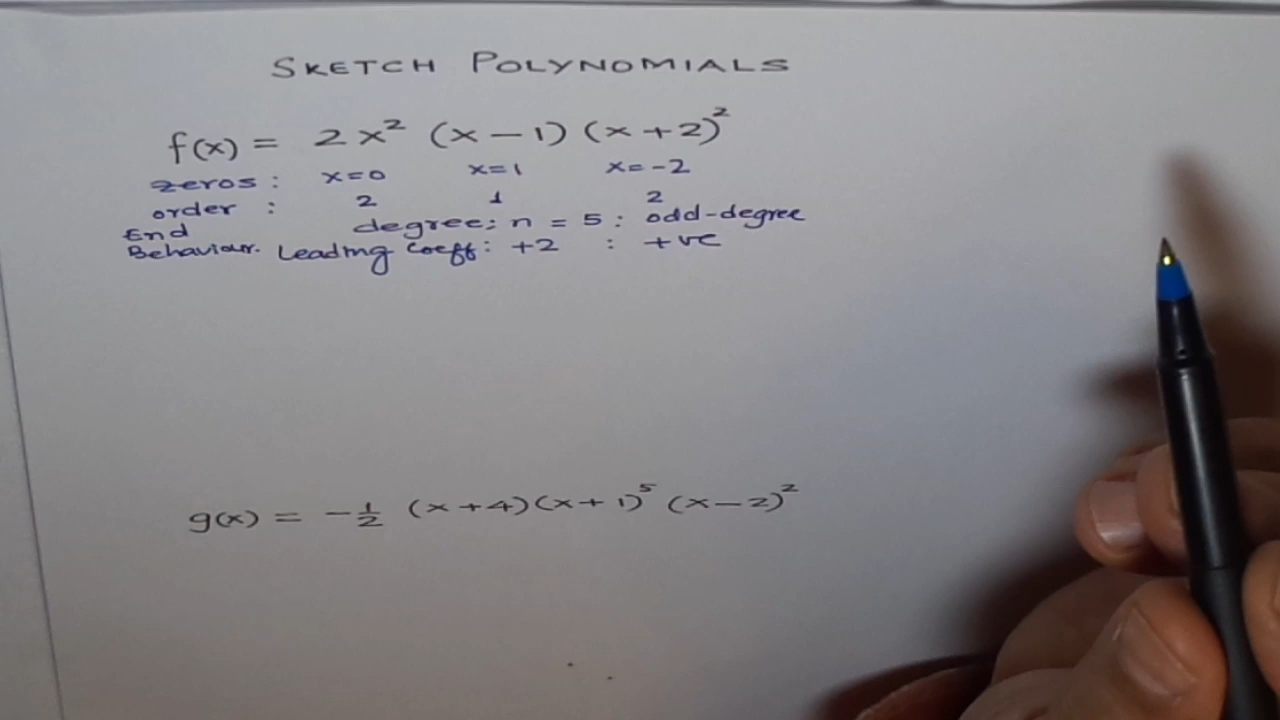 SKETCH POLYNOMIALS
f(x) = 2x² (x-1)(x+2)²
zeros : x=0 x=1 x=-2
order : 2 1 2
End degree: n = 5 : odd-degree
Behaviour. Leading Coeff: +2 : +ve
g(x) = -1/2 (x+4)(x+1)⁵ (x-2)²